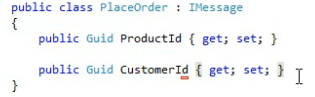 public class PlaceOrder : IMessage
{
    public Guid ProductId { get; set; }
    public Guid CustomerId { get; set; }
}